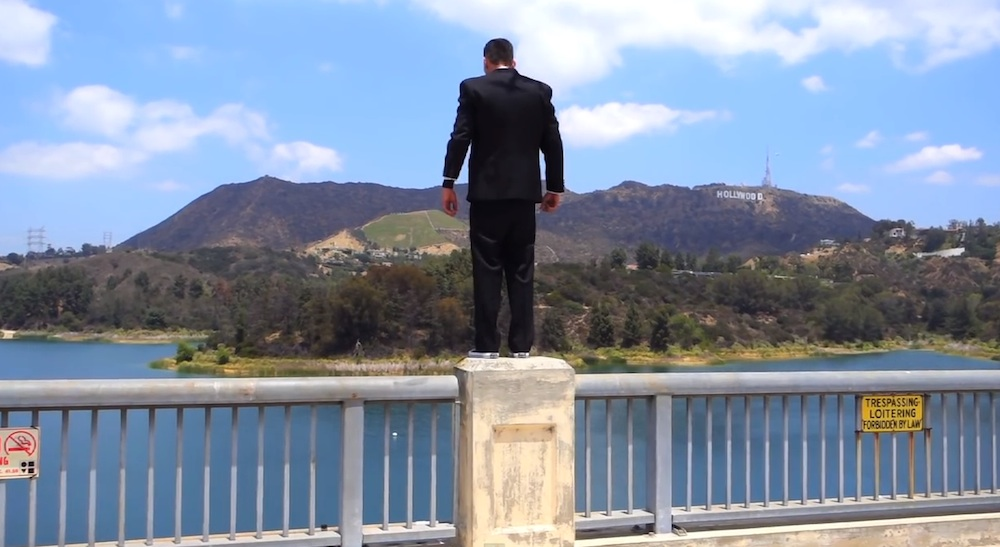 HOLLYWOOD
TRESPASSING
LOITERING
FORBIDDEN BY LAW